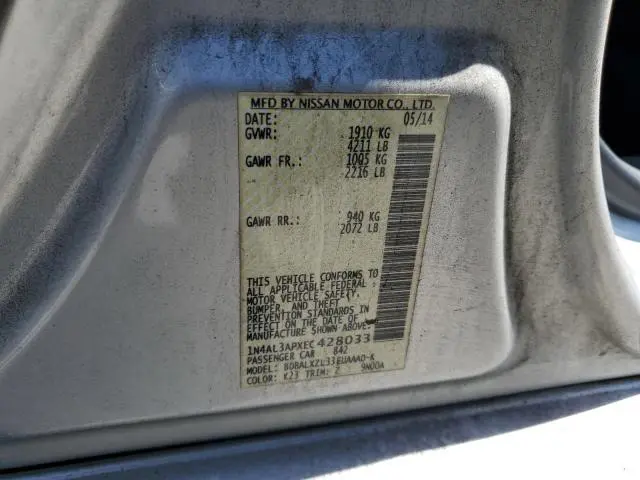 MFD BY NISSAN MOTOR CO., LTD.
DATE: 05/14
GVWR: 1910 KG
4211 LB
GAWR FR.: 1005 KG
2216 LB
GAWR RR.: 940 KG
2072 LB
THIS VEHICLE CONFORMS TO
ALL APPLICABLE FEDERAL
MOTOR VEHICLE SAFETY,
BUMPER, AND THEFT
PREVENTION STANDARDS IN
EFFECT ON THE DATE OF
MANUFACTURE SHOWN ABOVE.
1N4AL3APXEC428033
PASSENGER CAR 842
MODEL: BDBALXZL33EUAAAD-K
COLOR: K23 TRIM: Z 9N00A